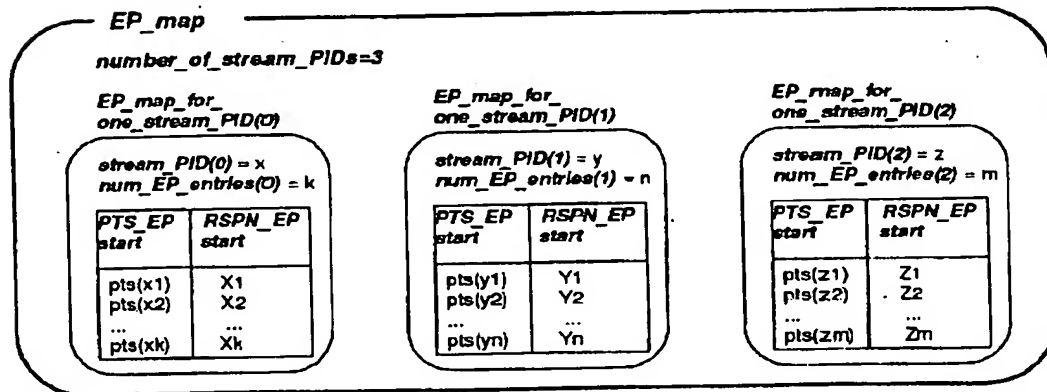 EP_map
number_of_stream_PIDs=3
EP_map_for_
one_stream_PID(0)
stream_PID(0) = x
num_EP_entries(0) = k
PTS_EP start RSPN_EP start
pts(x1) X1
pts(x2) X2
... ...
pts(xk) Xk
EP_map_for_
one_stream_PID(1)
stream_PID(1) = y
num_EP_entries(1) = n
PTS_EP start RSPN_EP start
pts(y1) Y1
pts(y2) Y2
... ...
pts(yn) Yn
EP_map_for_
one_stream_PID(2)
stream_PID(2) = z
num_EP_entries(2) = m
PTS_EP start RSPN_EP start
pts(z1) Z1
pts(z2) Z2
... ...
pts(zm) Zm